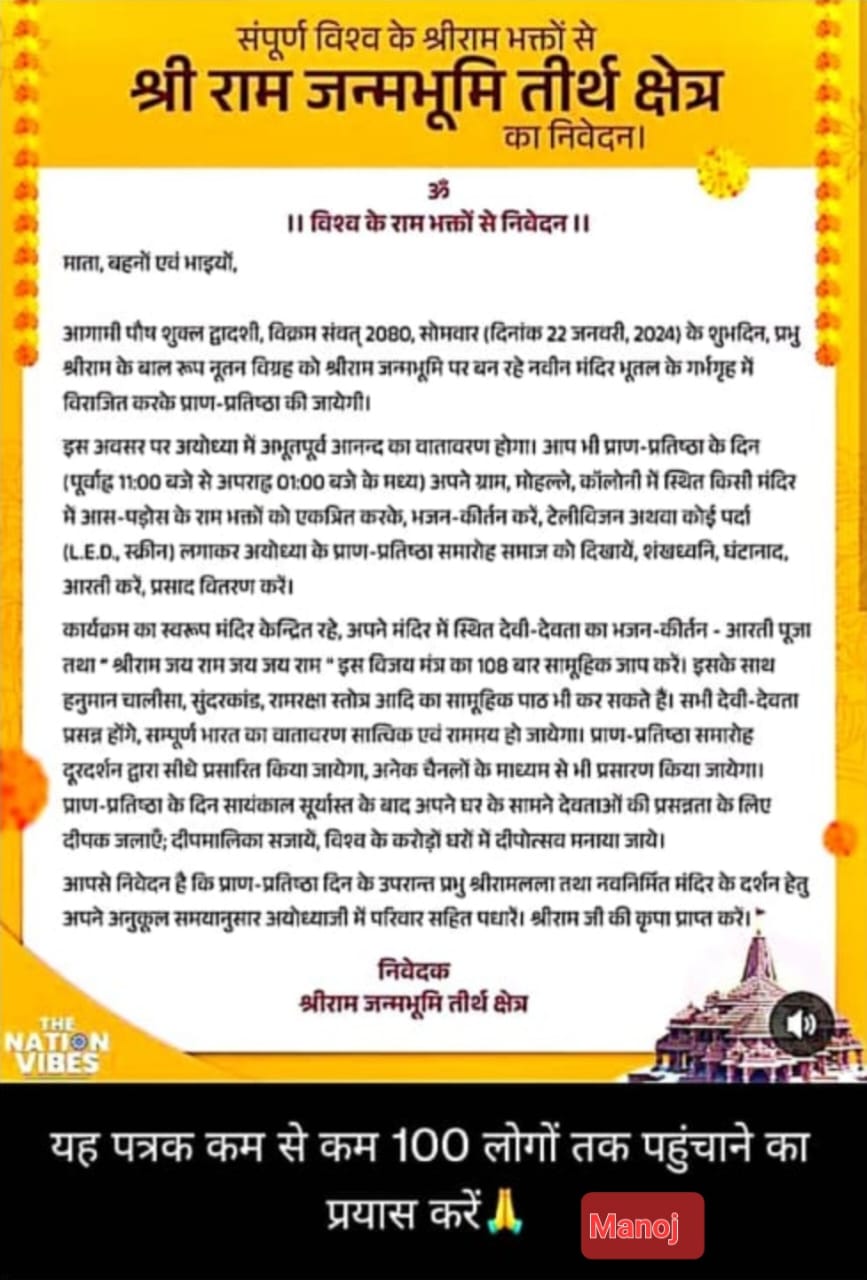 संपूर्ण विश्व के श्रीराम भक्तों से
श्री राम जन्मभूमि तीर्थ क्षेत्र
का निवेदन।
ॐ
।। विश्व के राम भक्तों से निवेदन ।।
माता, बहनों एवं भाइयों,
आगामी पौष शुक्ल द्वादशी, विक्रम संवत् 2080, सोमवार (दिनांक 22 जनवरी, 2024) के शुभदिन, प्रभु
श्रीराम के बाल रूप नूतन विग्रह को श्रीराम जन्मभूमि पर बन रहे नवीन मंदिर भूतल के गर्भगृह में
विराजित करके प्राण-प्रतिष्ठा की जायेगी।
इस अवसर पर अयोध्या में अभूतपूर्व आनन्द का वातावरण होगा। आप भी प्राण-प्रतिष्ठा के दिन
(पूर्वाह्न 11:00 बजे से अपराह्न 01:00 बजे के मध्य) अपने ग्राम, मोहल्ले, कॉलोनी में स्थित किसी मंदिर
में आस-पड़ोस के राम भक्तों को एकत्रित करके, भजन-कीर्तन करें, टेलीविजन अथवा कोई पर्दा
(L.E.D., स्क्रीन) लगाकर अयोध्या के प्राण-प्रतिष्ठा समारोह समाज को दिखायें, शंखध्वनि, घंटानाद,
आरती करें, प्रसाद वितरण करें।
कार्यक्रम का स्वरूप मंदिर केन्द्रित रहे, अपने मंदिर में स्थित देवी-देवता का भजन-कीर्तन - आरती पूजा
तथा " श्रीराम जय राम जय जय राम " इस विजय मंत्र का 108 बार सामूहिक जाप करें। इसके साथ
हनुमान चालीसा, सुंदरकांड, रामरक्षा स्तोत्र आदि का सामूहिक पाठ भी कर सकते हैं। सभी देवी-देवता
प्रसन्न होंगे, सम्पूर्ण भारत का वातावरण सात्विक एवं राममय हो जायेगा। प्राण-प्रतिष्ठा समारोह
दूरदर्शन द्वारा सीधे प्रसारित किया जायेगा, अनेक चैनलों के माध्यम से भी प्रसारण किया जायेगा।
प्राण-प्रतिष्ठा के दिन सायंकाल सूर्यास्त के बाद अपने घर के सामने देवताओं की प्रसन्नता के लिए
दीपक जलाएँ; दीपमालिका सजायें, विश्व के करोड़ों घरों में दीपोत्सव मनाया जाये।
आपसे निवेदन है कि प्राण-प्रतिष्ठा दिन के उपरान्त प्रभु श्रीरामलला तथा नवनिर्मित मंदिर के दर्शन हेतु
अपने अनुकूल समयानुसार अयोध्याजी में परिवार सहित पधारें। श्रीराम जी की कृपा प्राप्त करें।
निवेदक
श्रीराम जन्मभूमि तीर्थ क्षेत्र
THE
NATION
VIBES
यह पत्रक कम से कम 100 लोगों तक पहुंचाने का
प्रयास करें🙏
Manoj